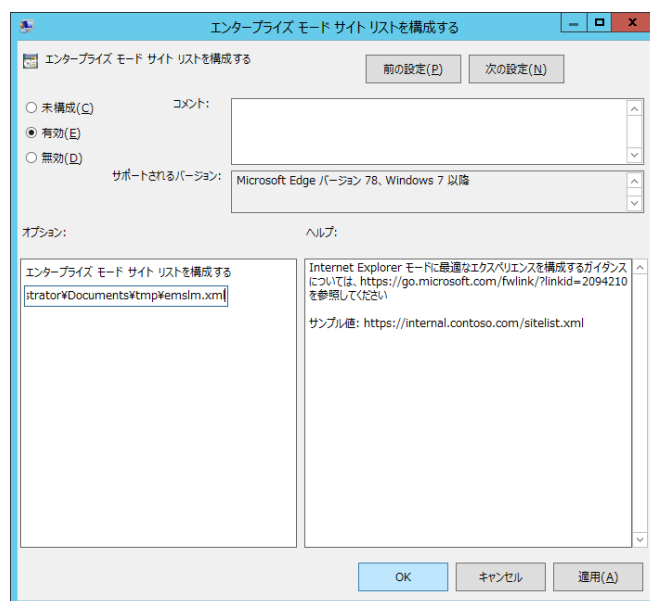 エンタープライズ モード サイト リストを構成する
エンタープライズ モード サイト リストを構成する
前の設定(P)
次の設定(N)
未構成(C)
コメント:
有効(E)
無効(D)
サポートされるバージョン:
Microsoft Edge バージョン 78、Windows 7 以降
オプション:
ヘルプ:
エンタープライズ モード サイト リストを構成する
strator¥Documents¥tmp¥emslm.xml
Internet Explorer モードに最適なエクスペリエンスを構成するガイダンス
については、https://go.microsoft.com/fwlink/?linkid=2094210
を参照してください
サンプル値: https://internal.contoso.com/sitelist.xml
OK
キャンセル
適用(A)